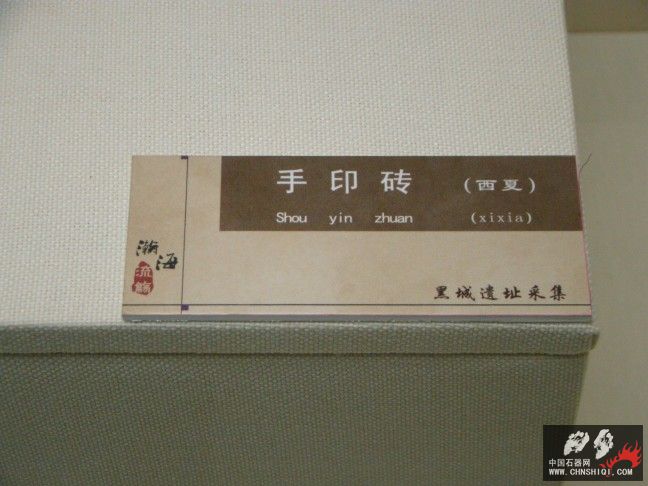 手印砖 (西夏)
Shou yin zhuan (xixia)
瀚海
流觞
黑城遗址采集
中国石器网
WWW.CHNSHIQI.COM